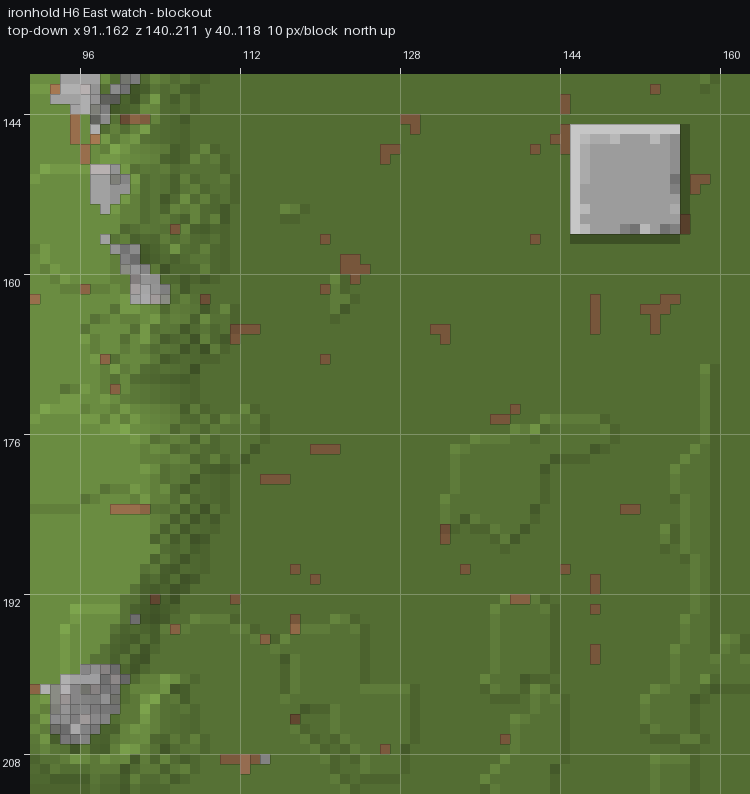 ironhold H6 East watch - blockout
top-down  x 91..162  z 140..211  y 40..118  10 px/block  north up
96 112 128 144 160
144
160
176
192
208